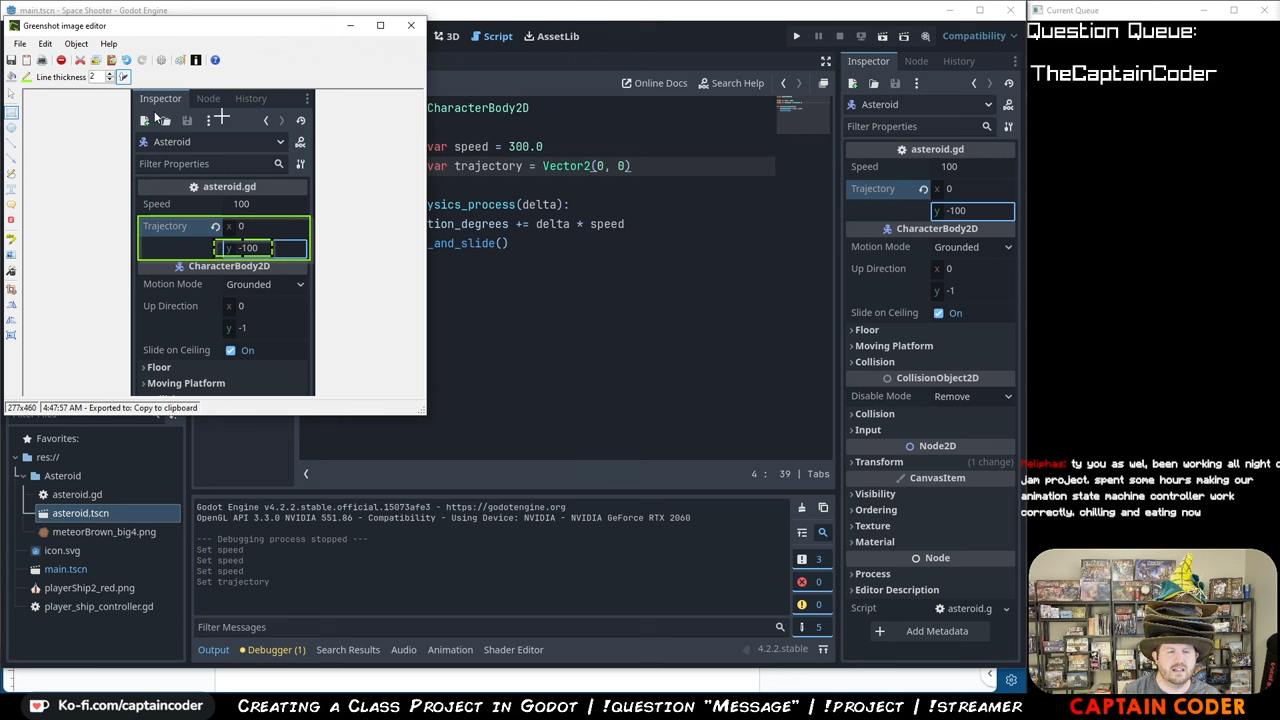 main.tscn - Space Shooter - Godot Engine
Current Queue
Greenshot image editor
File Edit Object Help
Line thickness 2
3D Script AssetLib
Compatibility
Inspector Node History
Asteroid
Filter Properties
asteroid.gd
Speed 100
Trajectory x 0
y -100
CharacterBody2D
Motion Mode Grounded
Up Direction x 0
y -1
Slide on Ceiling On
Floor
Moving Platform
277x460 4:47:57 AM - Exported to: Copy to clipboard
Online Docs Search Help
CharacterBody2D
var speed = 300.0
var trajectory = Vector2(0, 0)
ysics_process(delta):
tion_degrees += delta * speed
_and_slide()
4 : 39 | Tabs
Favorites:
res://
Asteroid
asteroid.gd
asteroid.tscn
meteorBrown_big4.png
icon.svg
main.tscn
playerShip2_red.png
player_ship_controller.gd
Godot Engine v4.2.2.stable.official.15073afe3 - https://godotengine.org
OpenGL API 3.3.0 NVIDIA 551.86 - Compatibility - Using Device: NVIDIA - NVIDIA GeForce RTX 2060
--- Debugging process stopped ---
Set speed
Set speed
Set speed
Set trajectory
3
0
0
5
Filter Messages
Output Debugger (1) Search Results Audio Animation Shader Editor
4.2.2.stable
Inspector Node History
Asteroid
Filter Properties
asteroid.gd
Speed 100
Trajectory x 0
y -100
CharacterBody2D
Motion Mode Grounded
Up Direction x 0
y -1
Slide on Ceiling On
Floor
Moving Platform
Collision
CollisionObject2D
Disable Mode Remove
Collision
Input
Node2D
Transform (1 change)
CanvasItem
Visibility
Ordering
Texture
Material
Node
Process
Editor Description
Script asteroid.g
Add Metadata
Question Queue:
TheCaptainCoder
Meliphas: ty you as wel, been working all night o
jam project. spent some hours making our
animation state machine controller work
correctly. chilling and eating now
Ko-fi.com/captaincoder
Creating a Class Project in Godot | !question "Message" | !project | !streamer
CAPTAIN CODER